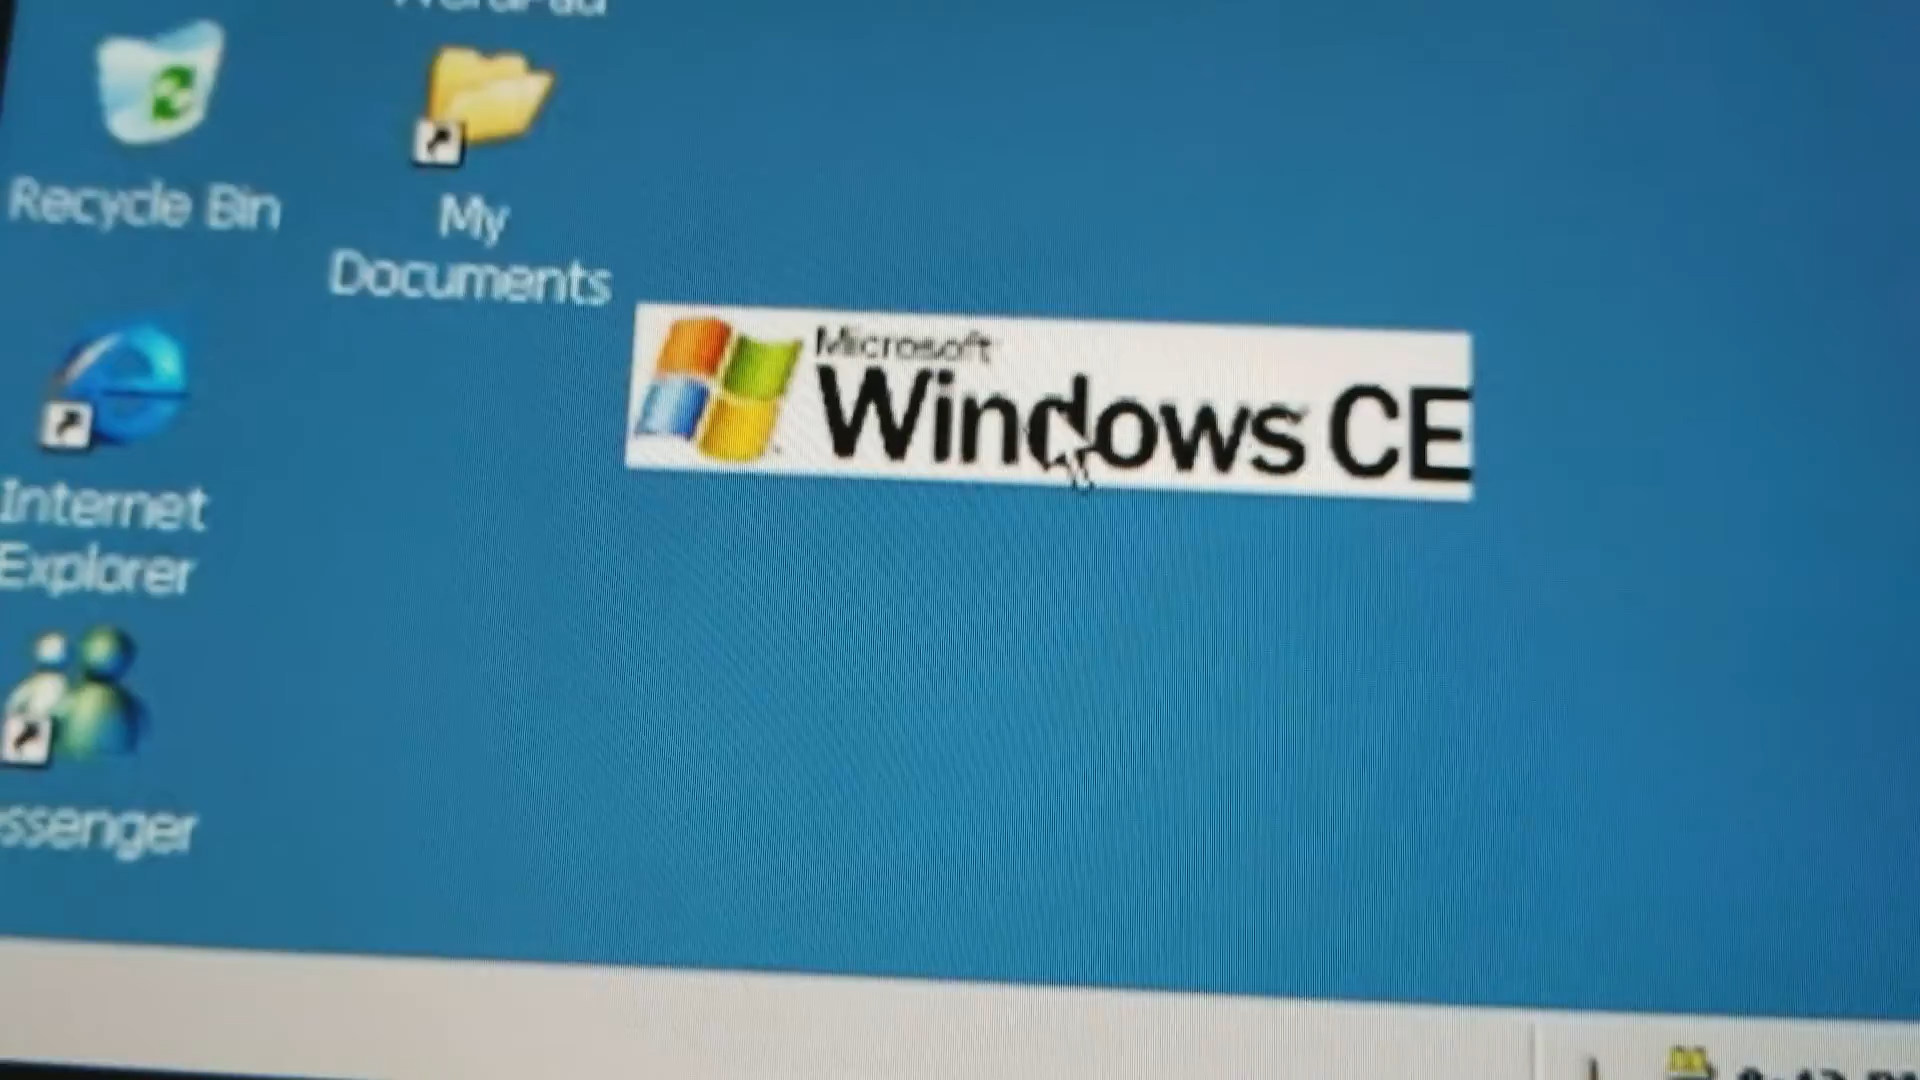 Recycle Bin
My
Documents
Microsoft
Windows CE
Internet
Explorer
ssenger